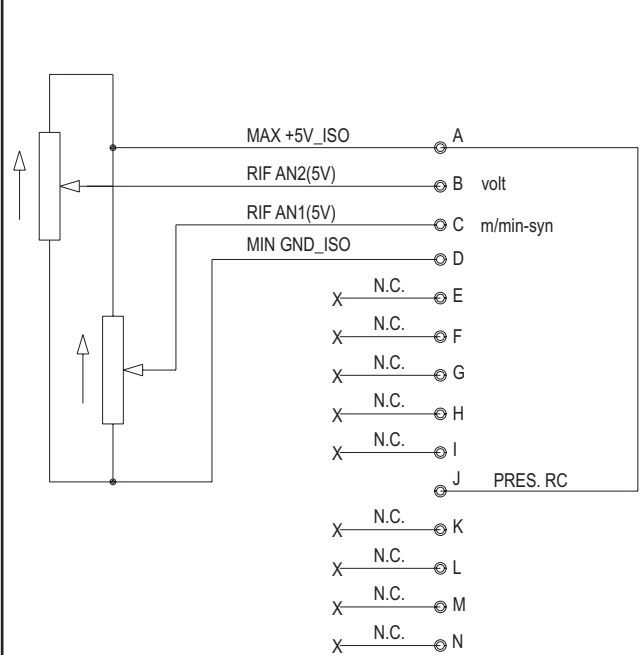 MAX +5V_ISO A
RIF AN2(5V) B volt
RIF AN1(5V) C m/min-syn
MIN GND_ISO D
X N.C. E
X N.C. F
X N.C. G
X N.C. H
X N.C. I
J PRES. RC
X N.C. K
X N.C. L
X N.C. M
X N.C. N